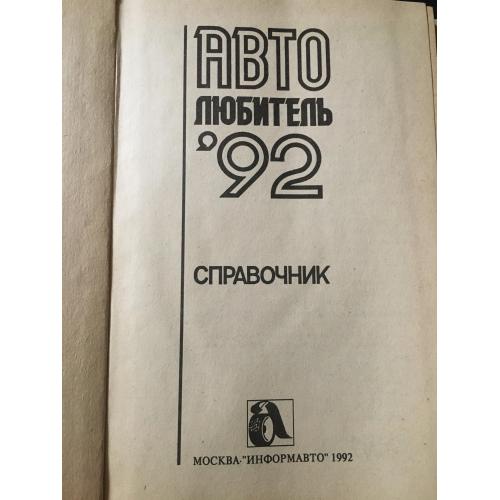 АВТО
ЛЮБИТЕЛЬ
'92
СПРАВОЧНИК
МОСКВА-"ИНФОРМАВТО" 1992